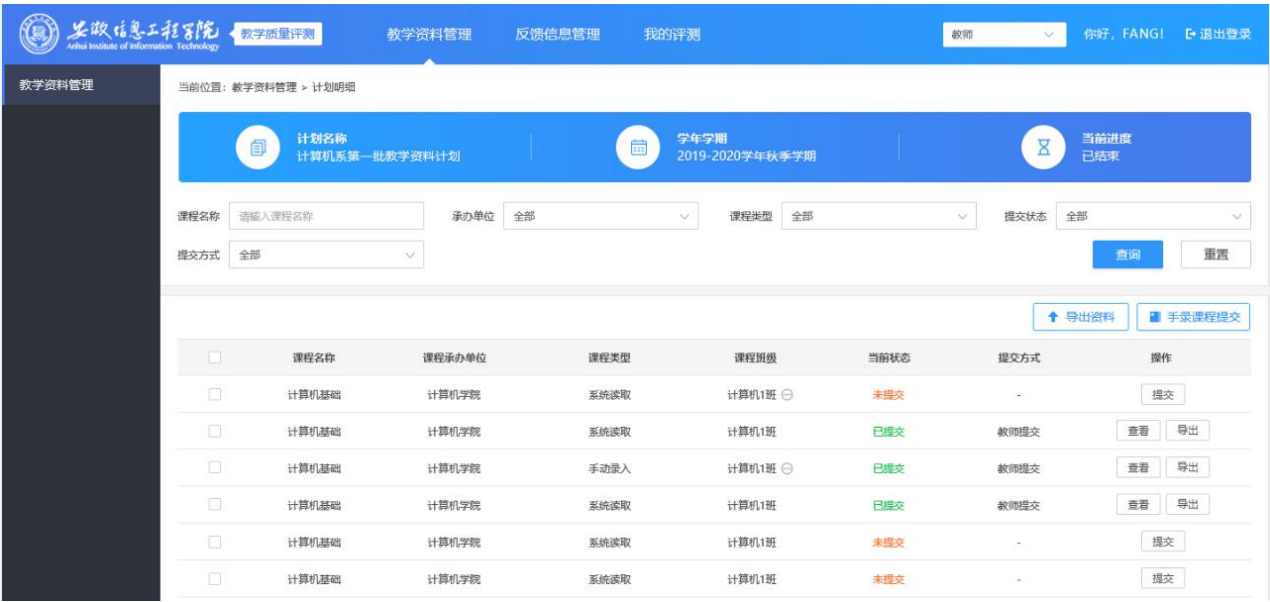 安徽信息工程学院
Anhui Institute of Information Technology
教学质量评测
教学资料管理 反馈信息管理 我的评测
教师 你好，FANG! 退出登录
教学资料管理
当前位置：教学资料管理 > 计划明细
计划名称 学年学期 当前进度
计算机系第一批教学资料计划 2019-2020学年秋季学期 已结束
课程名称 请输入课程名称 承办单位 全部 课程类型 全部 提交状态 全部
提交方式 全部 查询 重置
导出资料 手录课程提交
课程名称 课程承办单位 课程类型 课程班级 当前状态 提交方式 操作
计算机基础 计算机学院 系统读取 计算机1班 未提交 - 提交
计算机基础 计算机学院 系统读取 计算机1班 已提交 教师提交 查看 导出
计算机基础 计算机学院 手动录入 计算机1班 已提交 教师提交 查看 导出
计算机基础 计算机学院 系统读取 计算机1班 已提交 教师提交 查看 导出
计算机基础 计算机学院 系统读取 计算机1班 未提交 - 提交
计算机基础 计算机学院 系统读取 计算机1班 未提交 - 提交